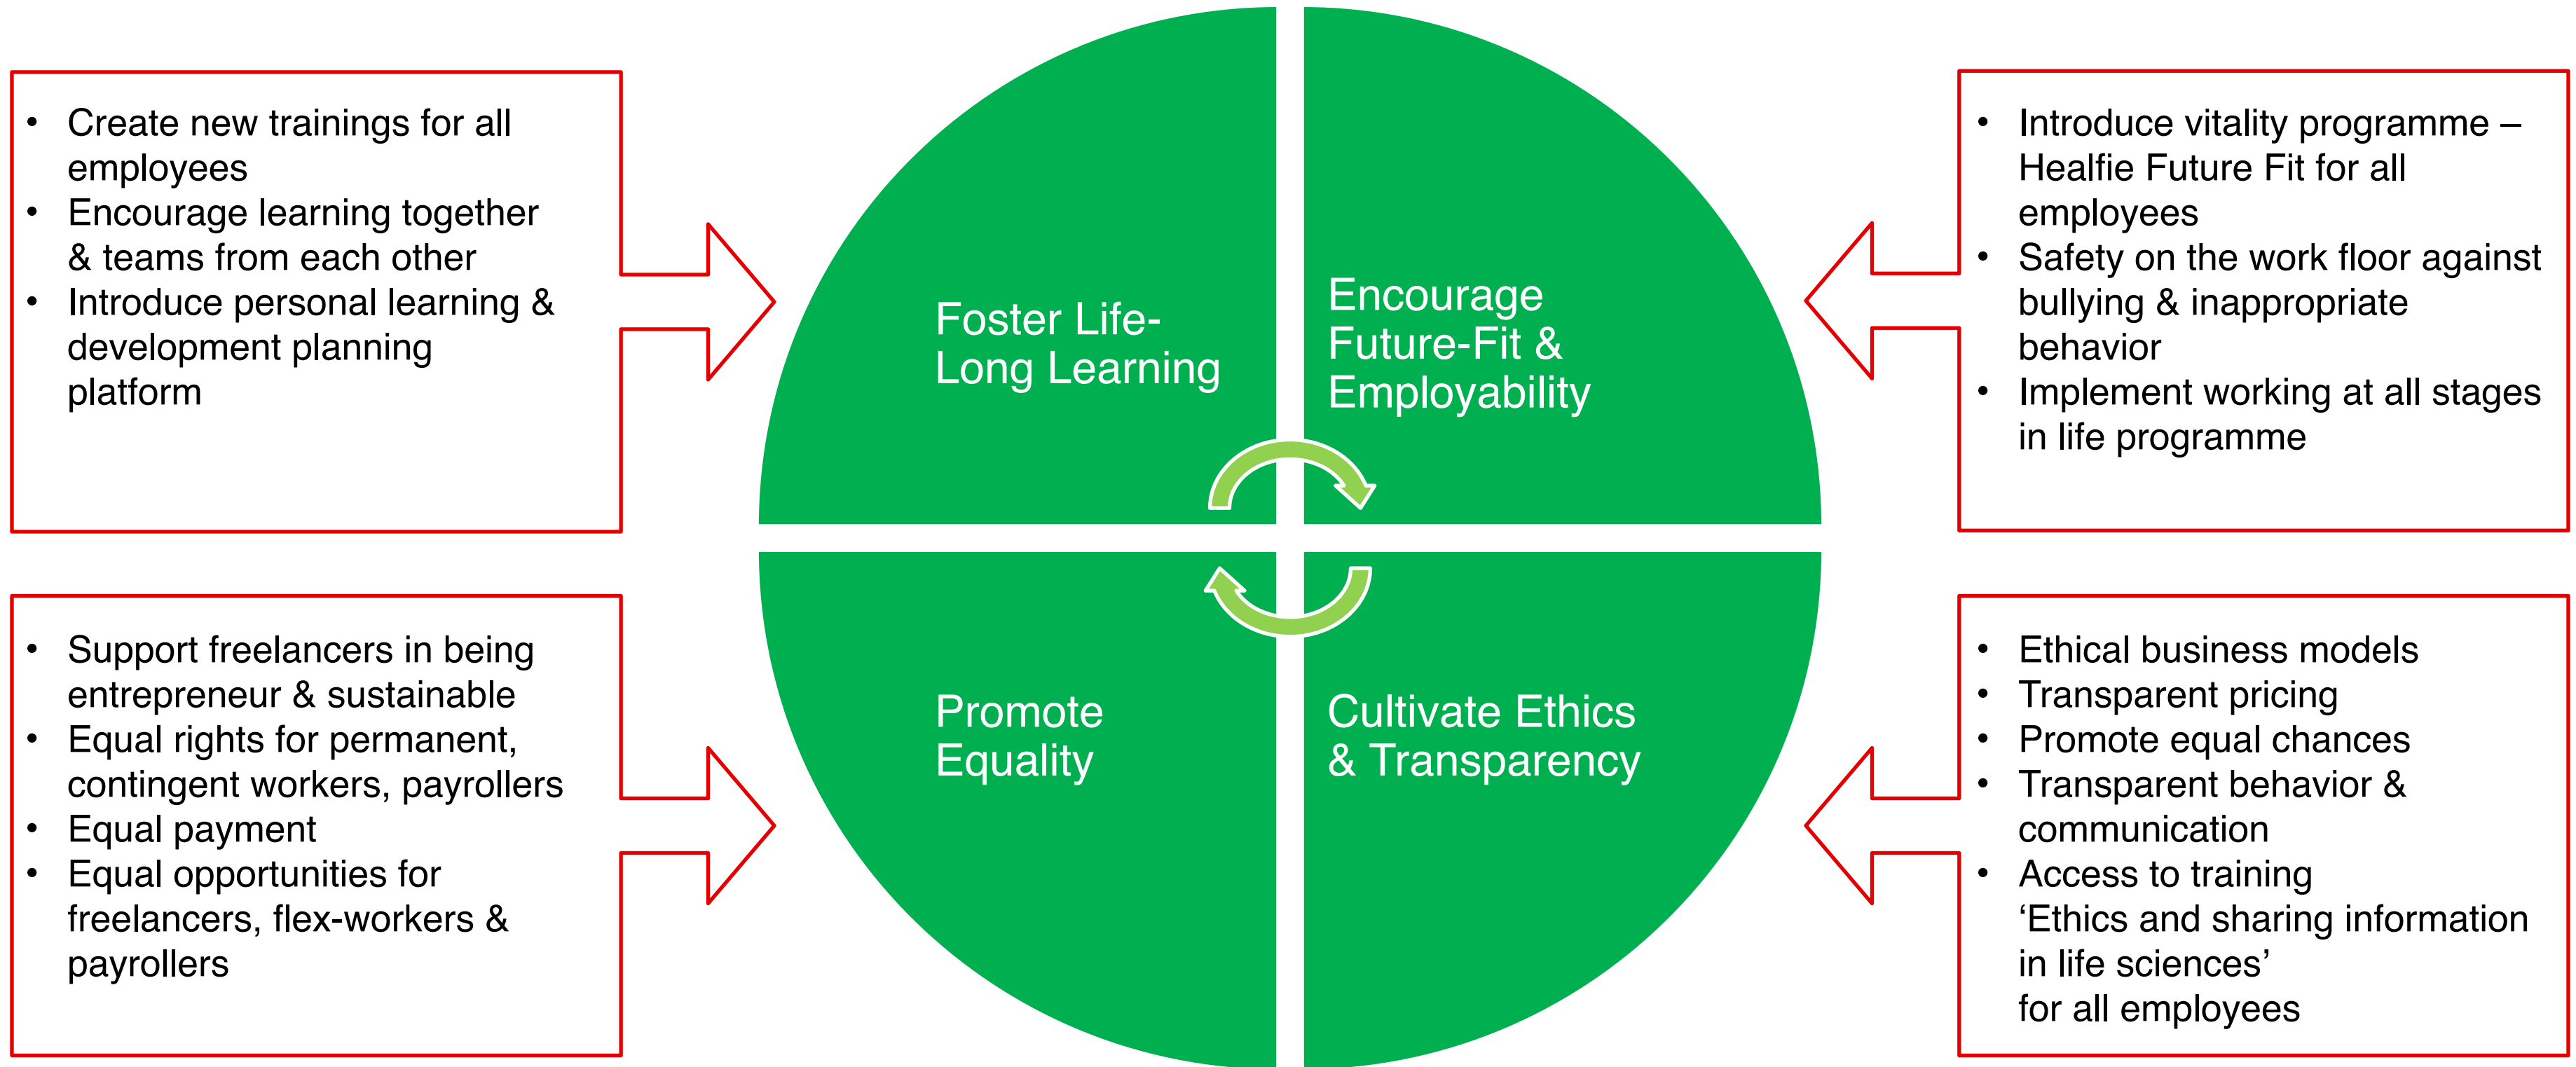 • Create new trainings for all
employees
• Encourage learning together
& teams from each other
• Introduce personal learning &
development planning
platform
Foster Life-
Long Learning
Encourage
Future-Fit &
Employability
• Introduce vitality programme –
Healfie Future Fit for all
employees
• Safety on the work floor against
bullying & inappropriate
behavior
• Implement working at all stages
in life programme
• Support freelancers in being
entrepreneur & sustainable
• Equal rights for permanent,
contingent workers, payrollers
• Equal payment
• Equal opportunities for
freelancers, flex-workers &
payrollers
Promote
Equality
Cultivate Ethics
& Transparency
• Ethical business models
• Transparent pricing
• Promote equal chances
• Transparent behavior &
communication
• Access to training
‘Ethics and sharing information
in life sciences’
for all employees